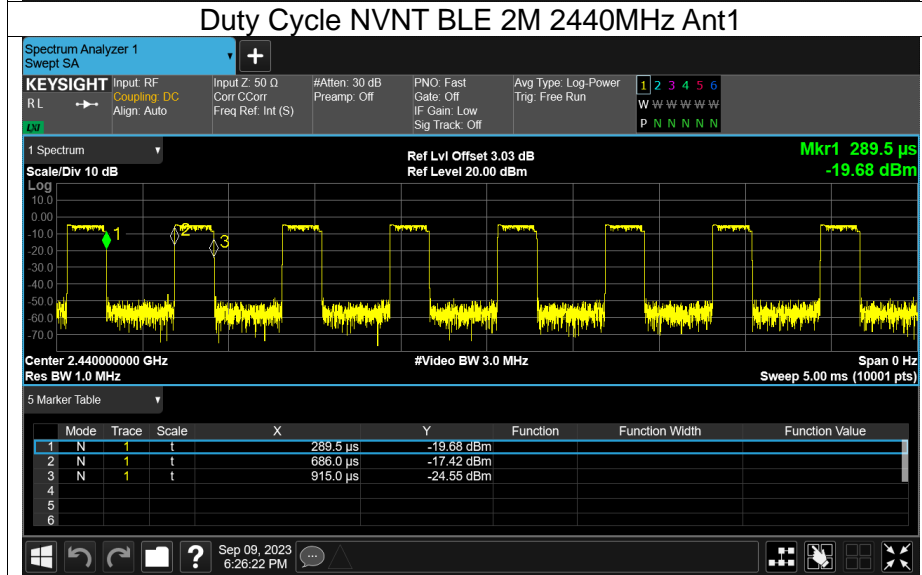 Duty Cycle NVNT BLE 2M 2440MHz Ant1
Spectrum Analyzer 1
Swept SA
+
KEYSIGHT Input: RF Input Z: 50 Ω #Atten: 30 dB PNO: Fast Avg Type: Log-Power 1 2 3 4 5 6
R L Coupling: DC Corr CCorr Preamp: Off Gate: Off Trig: Free Run W W W W W W
Align: Auto Freq Ref: Int (S) IF Gain: Low
LXI Sig Track: Off P N N N N N
1 Spectrum Ref Lvl Offset 3.03 dB Mkr1 289.5 µs
Scale/Div 10 dB Ref Level 20.00 dBm -19.68 dBm
Log
10.0
0.00
-10.0 1 2 3
-20.0
-30.0
-40.0
-50.0
-60.0
-70.0
Center 2.440000000 GHz #Video BW 3.0 MHz Span 0 Hz
Res BW 1.0 MHz Sweep 5.00 ms (10001 pts)
5 Marker Table
Mode Trace Scale X Y Function Function Width Function Value
1 N 1 t 289.5 µs -19.68 dBm
2 N 1 t 686.0 µs -17.42 dBm
3 N 1 t 915.0 µs -24.55 dBm
4
5
6
? Sep 09, 2023
6:26:22 PM